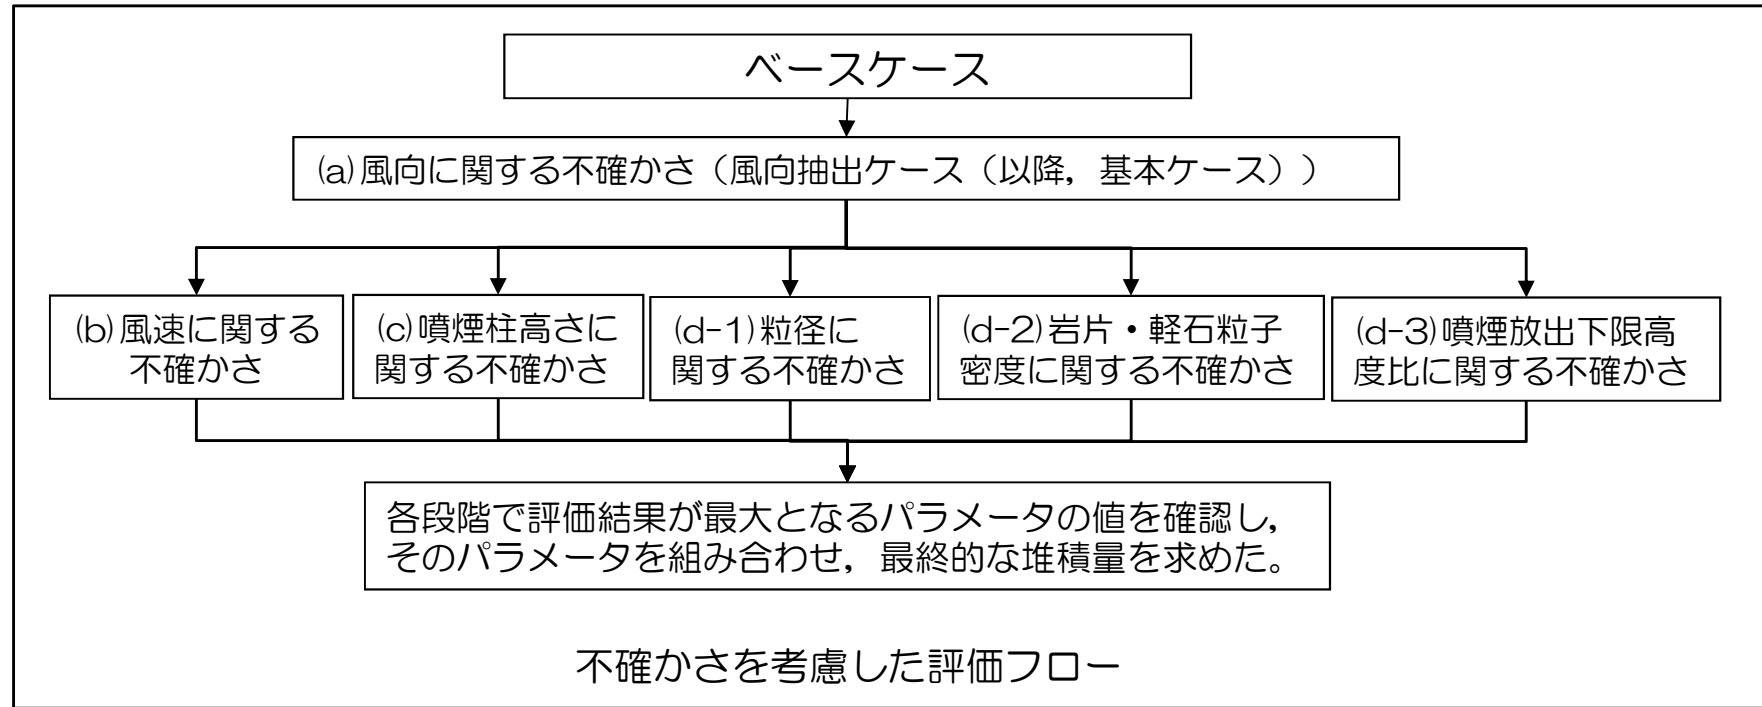 ベースケース
(a)風向に関する不確かさ（風向抽出ケース（以降，基本ケース））
(b)風速に関する
不確かさ
(c)噴煙柱高さに
関する不確かさ
(d-1)粒径に
関する不確かさ
(d-2)岩片・軽石粒子
密度に関する不確かさ
(d-3)噴煙放出下限高
度比に関する不確かさ
各段階で評価結果が最大となるパラメータの値を確認し，
そのパラメータを組み合わせ，最終的な堆積量を求めた。
不確かさを考慮した評価フロー